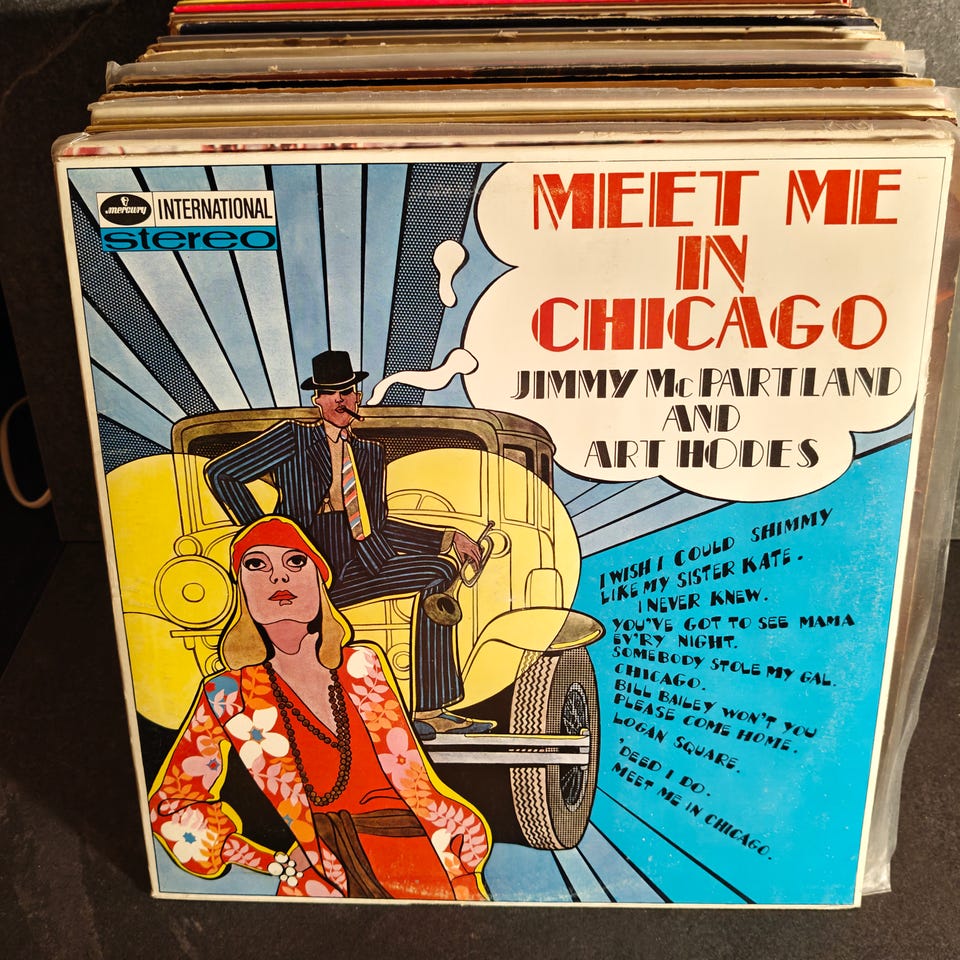 mercury INTERNATIONAL
stereo
MEET ME
IN
CHICAGO
JIMMY McPARTLAND
AND
ART HODES
I WISH I COULD SHIMMY
LIKE MY SISTER KATE.
I NEVER KNEW.
YOU'VE GOT TO SEE MAMA
EV'RY NIGHT.
SOMEBODY STOLE MY GAL.
CHICAGO.
BILL BAILEY WON'T YOU
PLEASE COME HOME.
LOGAN SQUARE.
'DEED I DO.
MEET ME IN CHICAGO.